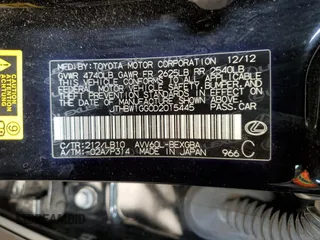 MFD. BY: TOYOTA MOTOR CORPORATION 12/12
GVWR 4740LB GAWR FR 2625LB RR 2540LB
THIS VEHICLE CONFORMS TO ALL APPLICABLE
FEDERAL MOTOR VEHICLE SAFETY, BUMPER, AND
THEFT PREVENTION STANDARDS IN EFFECT ON
THE DATE OF MANUFACTURE SHOWN ABOVE.
PASS. CAR
C/TR: 212/LB10 AVV60L-BEXGBA
A/TM: -02A/P314 MADE IN JAPAN 966 C
CAUTION
9